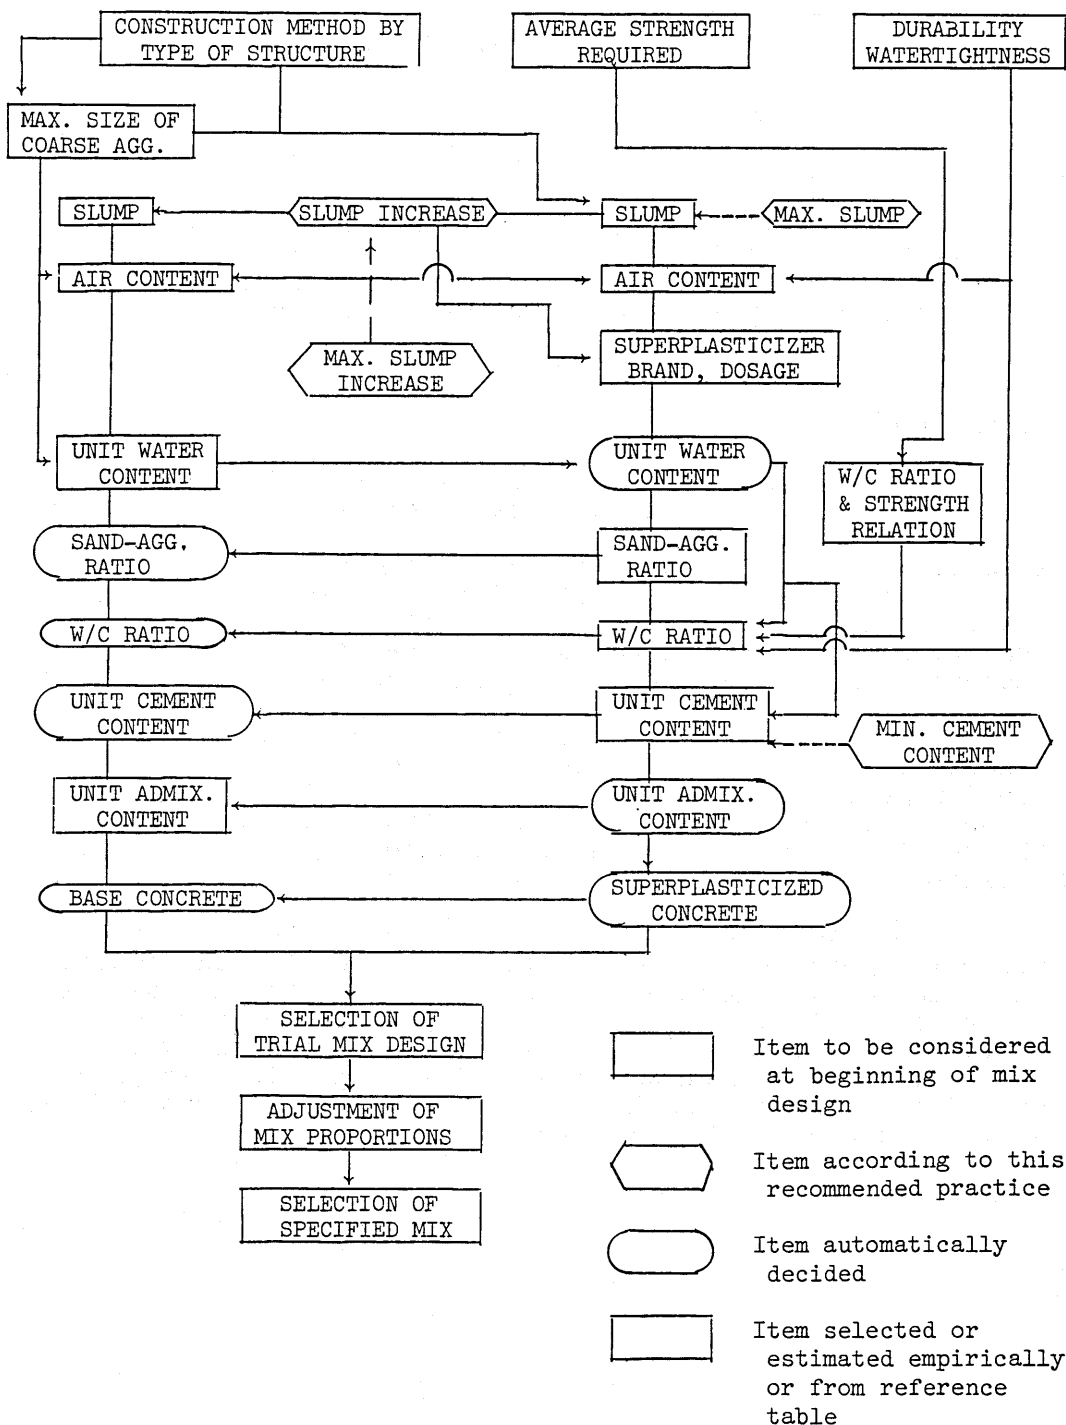 CONSTRUCTION METHOD BY
TYPE OF STRUCTURE
AVERAGE STRENGTH
REQUIRED
DURABILITY
WATERTIGHTNESS
MAX. SIZE OF
COARSE AGG.
SLUMP
SLUMP INCREASE
SLUMP
MAX. SLUMP
AIR CONTENT
AIR CONTENT
MAX. SLUMP
INCREASE
SUPERPLASTICIZER
BRAND, DOSAGE
UNIT WATER
CONTENT
UNIT WATER
CONTENT
W/C RATIO
& STRENGTH
RELATION
SAND-AGG.
RATIO
SAND-AGG.
RATIO
W/C RATIO
W/C RATIO
UNIT CEMENT
CONTENT
UNIT CEMENT
CONTENT
MIN. CEMENT
CONTENT
UNIT ADMIX.
CONTENT
UNIT ADMIX.
CONTENT
BASE CONCRETE
SUPERPLASTICIZED
CONCRETE
SELECTION OF
TRIAL MIX DESIGN
ADJUSTMENT OF
MIX PROPORTIONS
SELECTION OF
SPECIFIED MIX
Item to be considered
at beginning of mix
design
Item according to this
recommended practice
Item automatically
decided
Item selected or
estimated empirically
or from reference
table